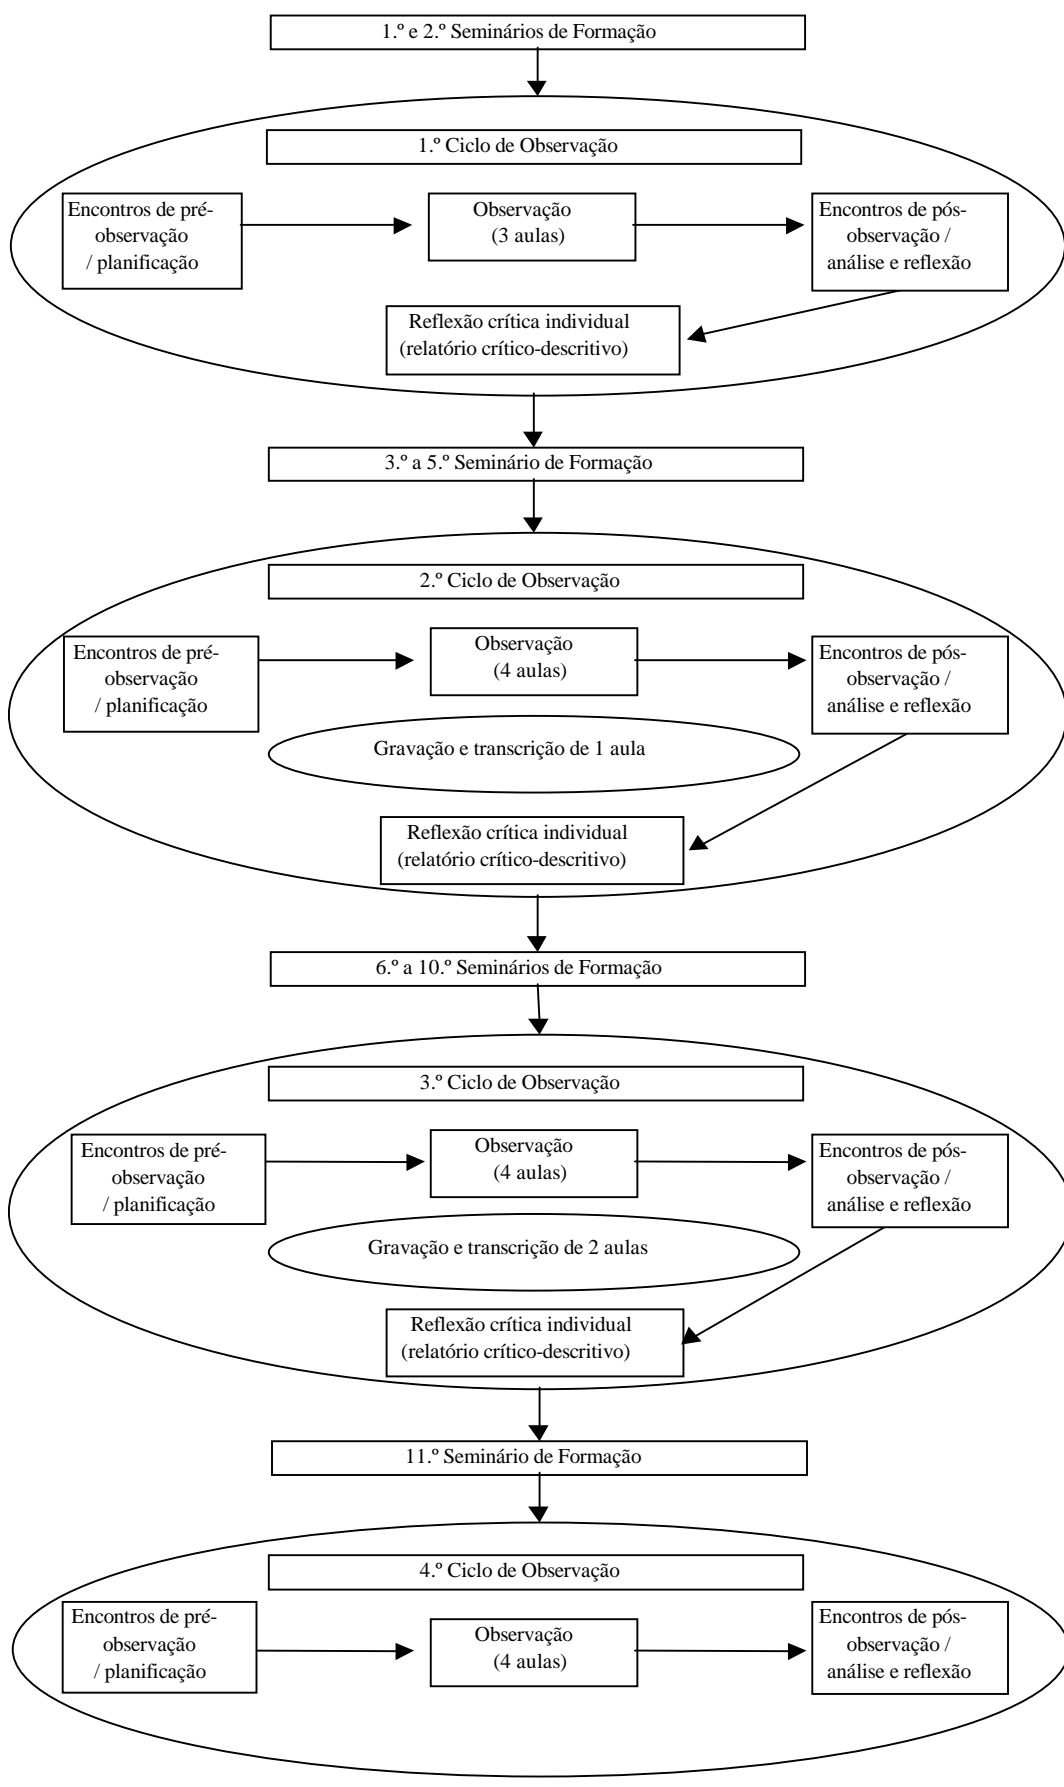 1.º e 2.º Seminários de Formação
1.º Ciclo de Observação
Encontros de pré-
observação
/ planificação
Observação
(3 aulas)
Encontros de pós-
observação /
análise e reflexão
Reflexão crítica individual
(relatório crítico-descritivo)
3.º a 5.º Seminário de Formação
2.º Ciclo de Observação
Encontros de pré-
observação
/ planificação
Observação
(4 aulas)
Encontros de pós-
observação /
análise e reflexão
Gravação e transcrição de 1 aula
Reflexão crítica individual
(relatório crítico-descritivo)
6.º a 10.º Seminários de Formação
3.º Ciclo de Observação
Encontros de pré-
observação
/ planificação
Observação
(4 aulas)
Encontros de pós-
observação /
análise e reflexão
Gravação e transcrição de 2 aulas
Reflexão crítica individual
(relatório crítico-descritivo)
11.º Seminário de Formação
4.º Ciclo de Observação
Encontros de pré-
observação
/ planificação
Observação
(4 aulas)
Encontros de pós-
observação /
análise e reflexão